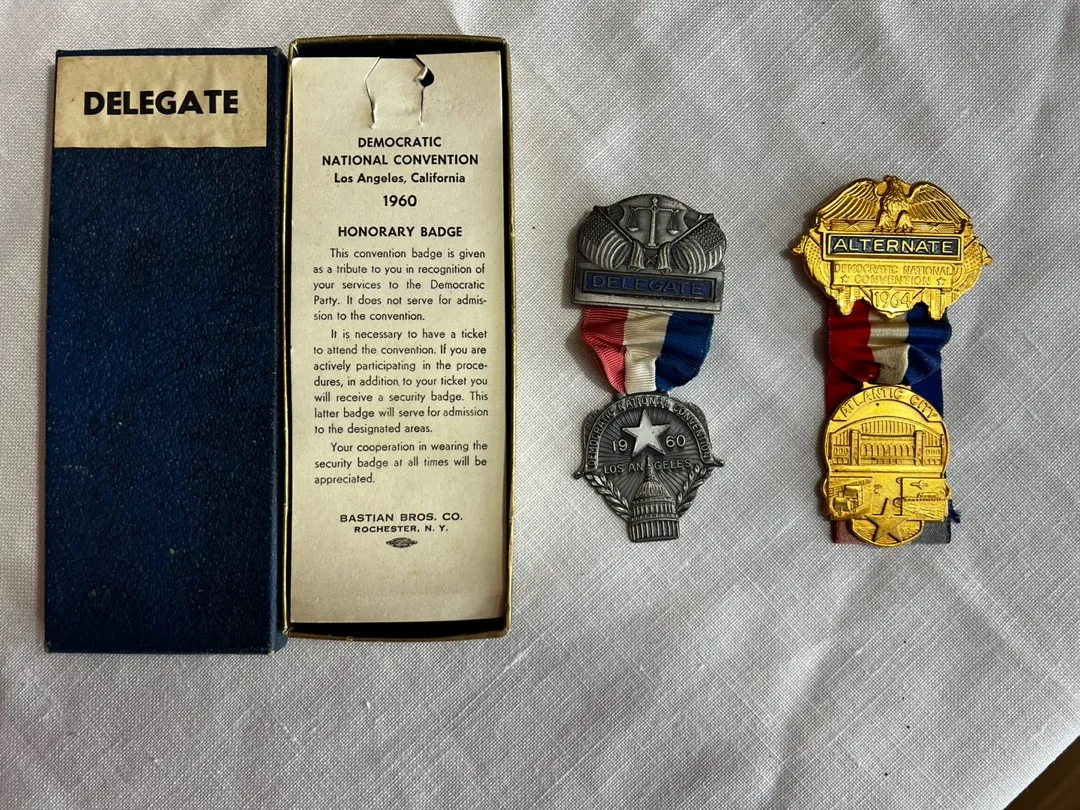 DELEGATE
DEMOCRATIC
NATIONAL CONVENTION
Los Angeles, California
1960
HONORARY BADGE
This convention badge is given
as a tribute to you in recognition of
your services to the Democratic
Party. It does not serve for admis-
sion to the convention.
It is necessary to have a ticket
to attend the convention. If you are
actively participating in the proce-
dures, in addition to your ticket you
will receive a security badge. This
latter badge will serve for admission
to the designated areas.
Your cooperation in wearing the
security badge at all times will be
appreciated.
BASTIAN BROS. CO.
ROCHESTER, N. Y.
DELEGATE
DEMOCRATIC NATIONAL CONVENTION
1960
LOS ANGELES
ALTERNATE
DEMOCRATIC NATIONAL
CONVENTION
1964
ATLANTIC CITY